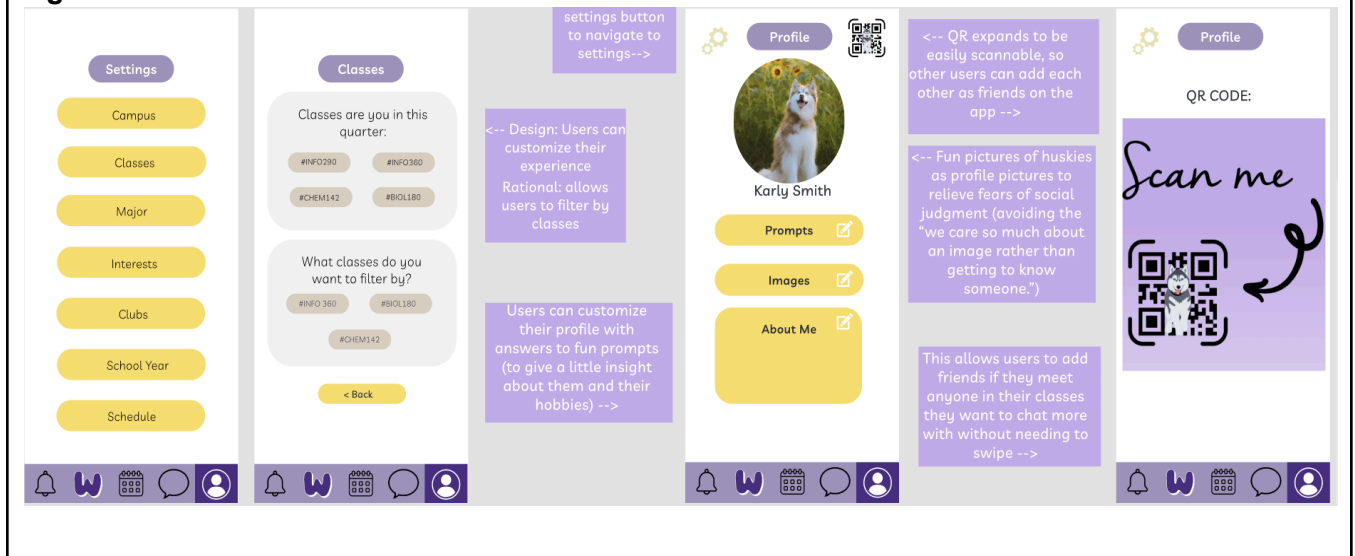 Settings
Campus
Classes
Major
Interests
Clubs
School Year
Schedule
Classes
Classes are you in this
quarter:
#INFO290
#INFO360
#CHEM142
#BIOL180
What classes do you
want to filter by?
#INFO 360
#BIOL180
#CHEM142
< Back
settings button
to navigate to
settings-->
<-- Design: Users can
customize their
experience
Rational: allows
users to filter by
classes
Users can customize
their profile with
answers to fun prompts
(to give a little insight
about them and their
hobbies) -->
Profile
Karly Smith
Prompts
Images
About Me
<-- QR expands to be
easily scannable, so
other users can add each
other as friends on the
app -->
<-- Fun pictures of huskies
as profile pictures to
relieve fears of social
judgment (avoiding the
“we care so much about
an image rather than
getting to know
someone.”)
This allows users to add
friends if they meet
anyone in their classes
they want to chat more
with without needing to
swipe -->
Profile
QR CODE:
Scan me
W
W
W
W